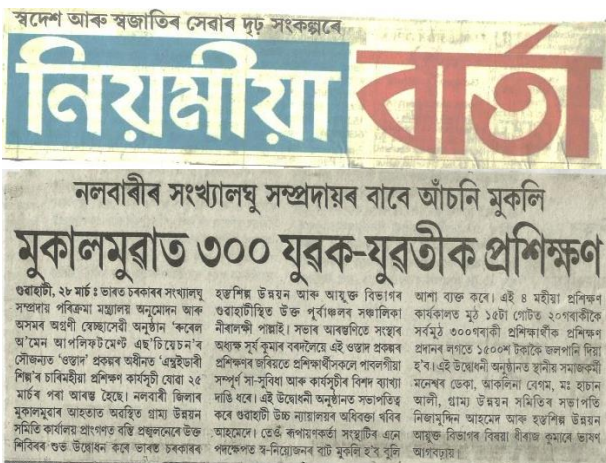 স্বদেশ আৰু স্বজাতিৰ সেৱাৰ দৃঢ় সংকল্পৰে
নিয়মীয়া বাৰ্তা
নলবাৰীৰ সংখ্যালঘু সম্প্ৰদায়ৰ বাবে আঁচনি মুকলি
মুকালমুৱাত ৩০০ যুৱক-যুৱতীক প্ৰশিক্ষণ
গুৱাহাটী, ২৮ মাৰ্চ : ভাৰত চৰকাৰৰ সংখ্যালঘু
সম্প্ৰদায় পৰিক্ৰমা মন্ত্ৰালয় অনুমোদন আৰু
অসমৰ অগ্ৰণী স্বেচ্ছাসেৱী অনুষ্ঠান 'ৰুৰেল
অ'মেন আপলিফটমেন্ট এছ'চিয়েচন'ৰ
সৌজন্যত 'ওস্তাদ' প্ৰকল্পৰ অধীনত 'এম্ব্ৰইডাৰী
শিল্প'ৰ চাৰিমহীয়া প্ৰশিক্ষণ কাৰ্যসূচী যোৱা ২৫
মাৰ্চৰ পৰা আৰম্ভ হৈছে। নলবাৰী জিলাৰ
মুকালমুৱাৰ আহতাত অৱস্থিত গ্ৰাম্য উন্নয়ন
সমিতি কাৰ্যালয় প্ৰাংগণত বন্তি প্ৰজ্বলনেৰে উক্ত
শিবিৰৰ শুভ উদ্বোধন কৰে ভাৰত চৰকাৰৰ
হস্তশিল্প উন্নয়ন আৰু আয়ুক্ত বিভাগৰ
গুৱাহাটীস্থিত উক্ত পূৰ্বাঞ্চলৰ সঞ্চালিকা
নীৰালক্ষী পাল্লাই। সভাৰ আৰম্ভণিতে সংস্থাৰ
অধ্যক্ষ সূৰ্য কুমাৰ বৰদলৈয়ে এই ওস্তাদ প্ৰকল্পৰ
প্ৰশিক্ষণৰ জৰিয়তে প্ৰশিক্ষাৰ্থীসকলে পাবলগীয়া
সম্পূৰ্ণ সা-সুবিধা আৰু কাৰ্যসূচীৰ বিশদ ব্যাখ্যা
দাঙি ধৰে। এই উদ্বোধনী অনুষ্ঠানত সভাপতিত্ব
কৰে গুৱাহাটী উচ্চ ন্যায়ালয়ৰ অধিবক্তা খবিৰ
আহমেদে। তেওঁ ৰূপায়ণকৰ্তা সংস্থাটিৰ এনে
পদক্ষেপত স্ব-নিয়োজনৰ বাট মুকলি হ'ব বুলি
আশা ব্যক্ত কৰে। এই ৪ মহীয়া প্ৰশিক্ষণ
কাৰ্যকালত মুঠ ১৫টা গোটত ২০গৰাকীকৈ
সৰ্বমুঠ ৩০০গৰাকী প্ৰশিক্ষাৰ্থীক প্ৰশিক্ষণ
প্ৰদানৰ লগতে ১৫০০শ টকাকৈ জলপানি দিয়া
হ'ব। এই উদ্বোধনী অনুষ্ঠানত স্থানীয় সমাজকৰ্মী
মনেশ্বৰ ডেকা, আকলিনা বেগম, মঃ হাচান
আলী, গ্ৰাম্য উন্নয়ন সমিতিৰ সভাপতি
নিজামুদ্দিন আহমেদ আৰু হস্তশিল্প উন্নয়ন
আয়ুক্ত বিভাগৰ বিষয়া ধীৰাজ কুমাৰে ভাষণ
আগবঢ়ায়।